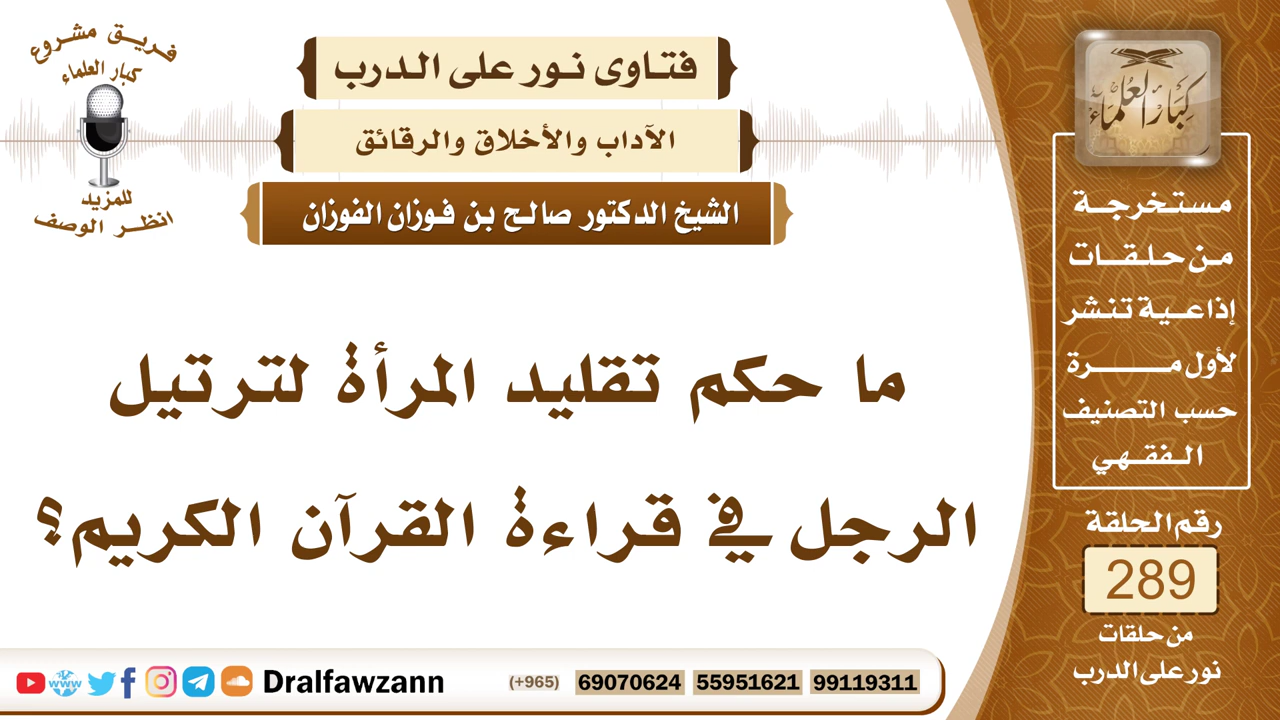 فريق مشروع
كبار العلماء
للمزيد
انظر الوصف
فتاوى نور على الدرب
الآداب والأخلاق والرقائق
الشيخ الدكتور صالح بن فوزان الفوزان
ما حكم تقليد المرأة لترتيل
الرجل في قراءة القرآن الكريم؟
كبار العلماء
مستخرجة
من حلقات
إذاعية تنشر
لأول مرة
حسب التصنيف
الفقهي
رقم الحلقة
289
من حلقات
نور على الدرب
www
Dralfawzann
(+965) 69070624 55951621 99119311